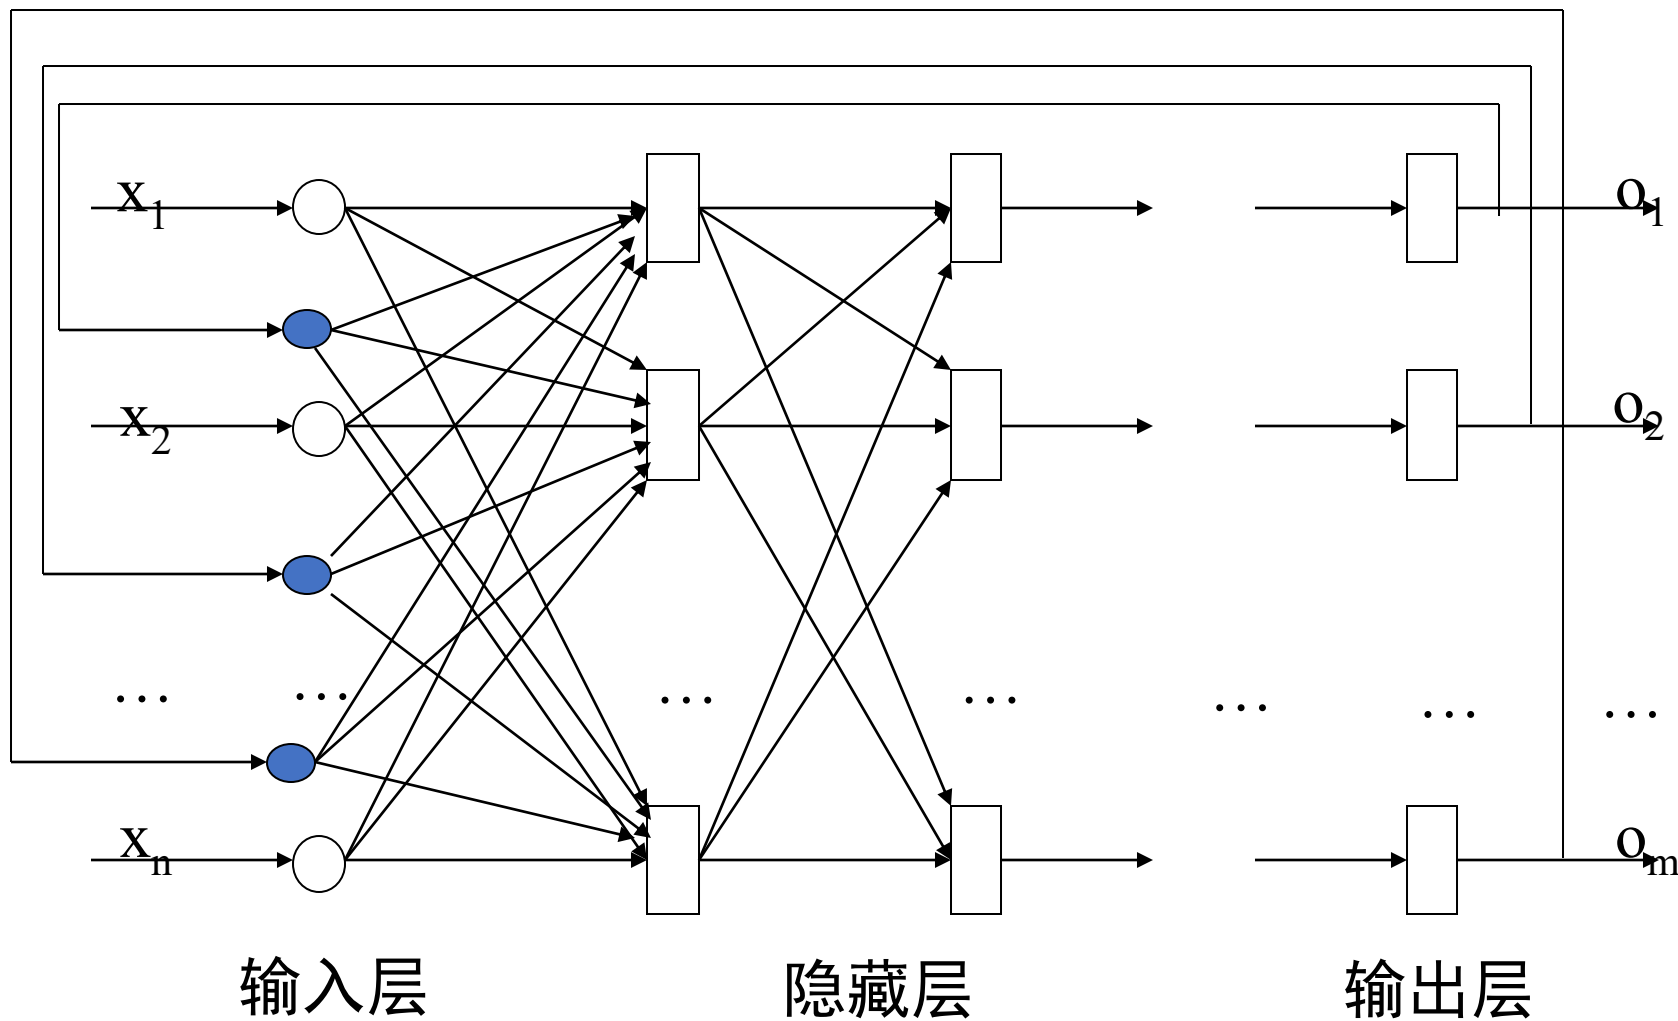 x1 o1
x2 o2
… … … … … … …
xn om
输入层 隐藏层 输出层